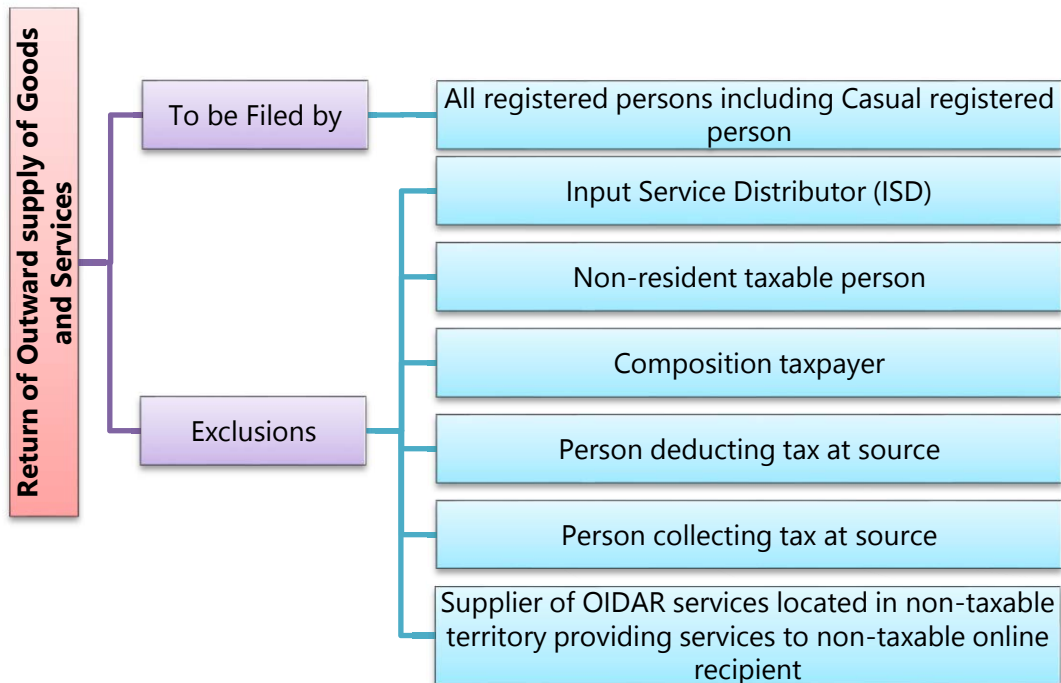 Return of Outward supply of Goods
and Services
To be Filed by
All registered persons including Casual registered
person
Exclusions
Input Service Distributor (ISD)
Non-resident taxable person
Composition taxpayer
Person deducting tax at source
Person collecting tax at source
Supplier of OIDAR services located in non-taxable
territory providing services to non-taxable online
recipient